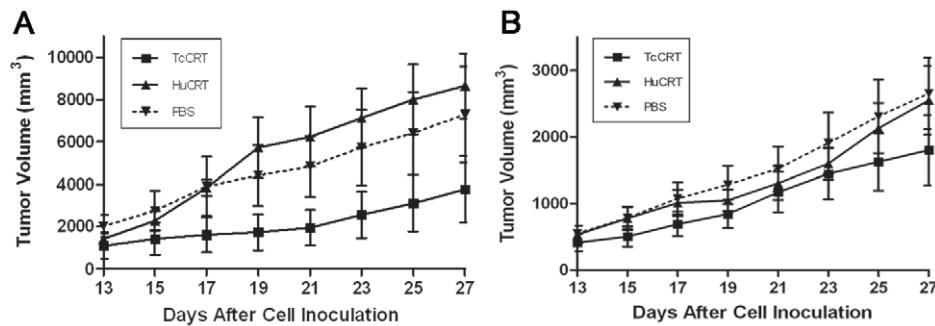 A
Tumor Volume (mm³)
10000
8000
6000
4000
2000
0
TcCRT
HuCRT
PBS
13 15 17 19 21 23 25 27
Days After Cell Inoculation
B
Tumor Volume (mm³)
3000
2000
1000
0
TcCRT
HuCRT
PBS
13 15 17 19 21 23 25 27
Days After Cell Inoculation